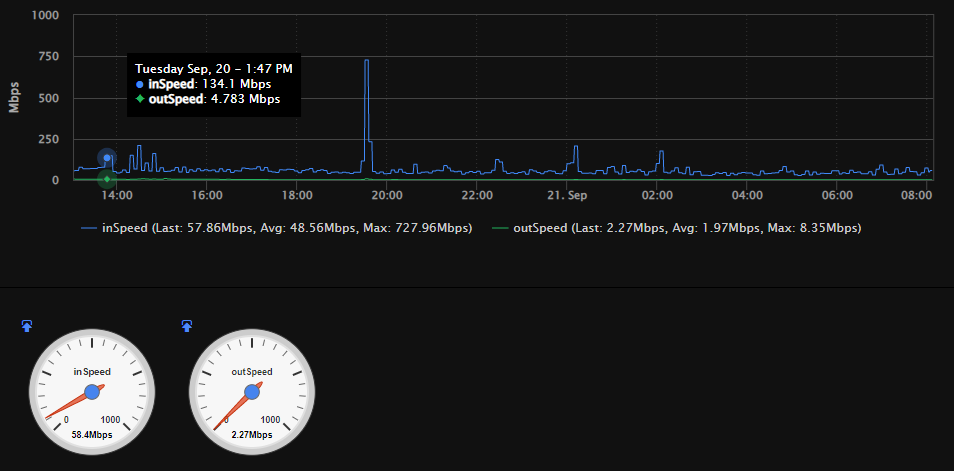 1000
750
500
250
0
Mbps
Tuesday Sep, 20 - 1:47 PM
inSpeed: 134.1 Mbps
outSpeed: 4.783 Mbps
14:00 16:00 18:00 20:00 22:00 21. Sep 02:00 04:00 06:00 08:00
inSpeed (Last: 57.86Mbps, Avg: 48.56Mbps, Max: 727.96Mbps) outSpeed (Last: 2.27Mbps, Avg: 1.97Mbps, Max: 8.35Mbps)
inSpeed
0 1000
58.4Mbps
outSpeed
0 1000
2.27Mbps